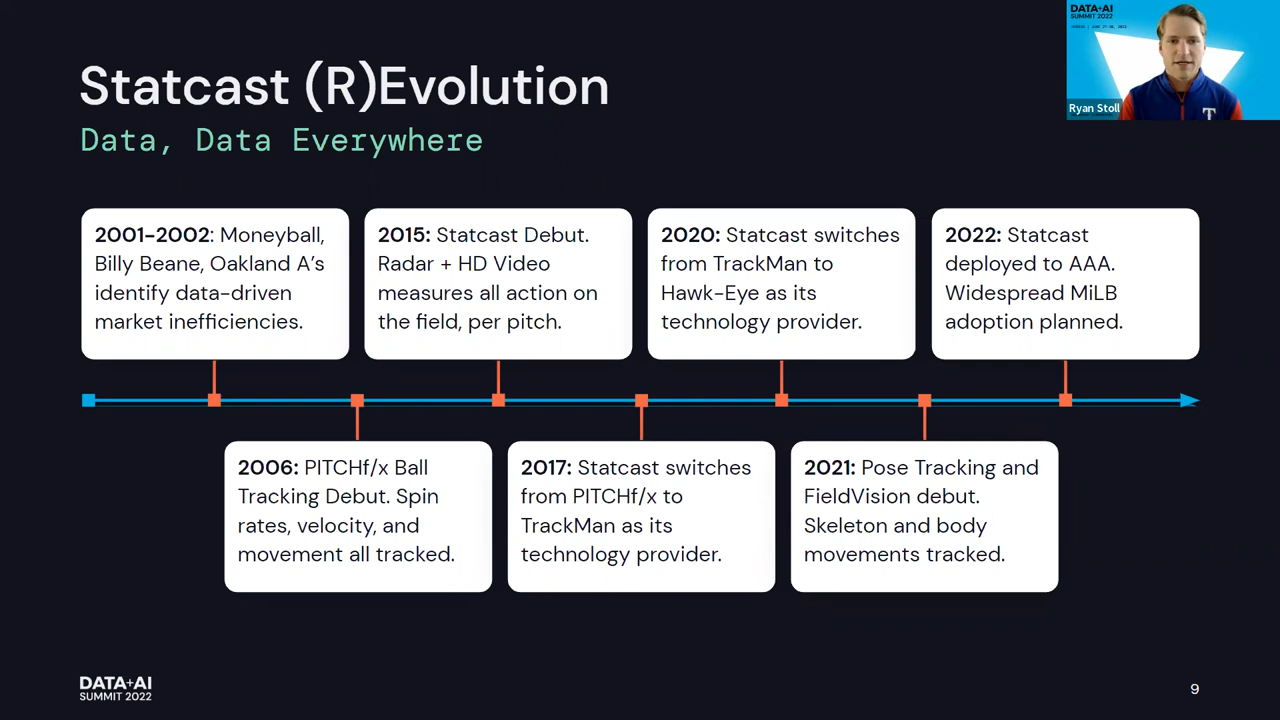 DATA+AI
SUMMIT 2022
Ryan Stoll
T
Statcast (R)Evolution
Data, Data Everywhere
2001-2002: Moneyball,
Billy Beane, Oakland A's
identify data-driven
market inefficiencies.
2015: Statcast Debut.
Radar + HD Video
measures all action on
the field, per pitch.
2020: Statcast switches
from TrackMan to
Hawk-Eye as its
technology provider.
2022: Statcast
deployed to AAA.
Widespread MiLB
adoption planned.
2006: PITCHf/x Ball
Tracking Debut. Spin
rates, velocity, and
movement all tracked.
2017: Statcast switches
from PITCHf/x to
TrackMan as its
technology provider.
2021: Pose Tracking and
FieldVision debut.
Skeleton and body
movements tracked.
DATA+AI
SUMMIT 2022
9